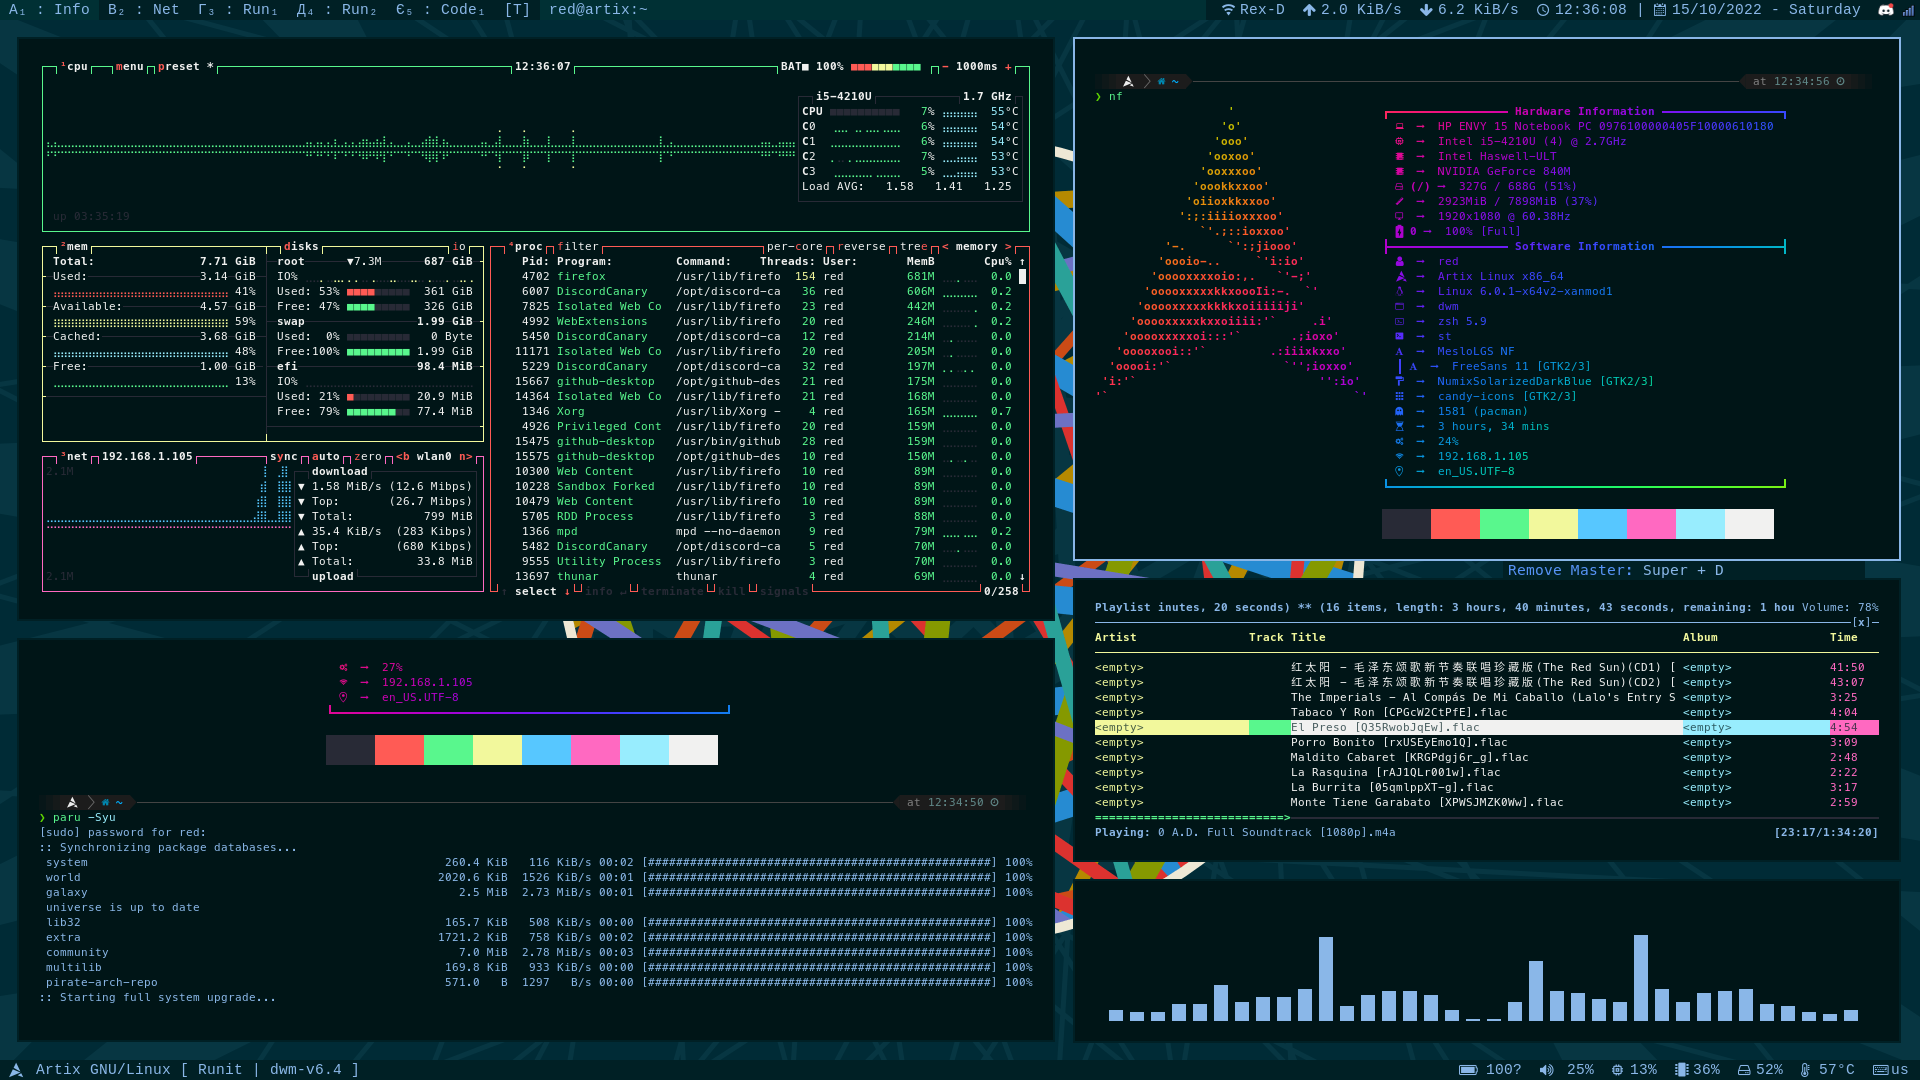 А₁ : Info В₂ : Net Г₃ : Run₁ Д₄ : Run₂ Є₅ : Code₁ [T] red@artix:~
Rex-D 2.0 KiB/s 6.2 KiB/s 12:36:08 | 15/10/2022 - Saturday
¹cpu menu preset * 12:36:07 BAT■ 100% - 1000ms +
i5-4210U 1.7 GHz
CPU 7% 55°C
C0 6% 54°C
C1 6% 54°C
C2 7% 53°C
C3 5% 53°C
Load AVG: 1.58 1.41 1.25
up 03:35:19
²mem disks io
Total: 7.71 GiB
Used: 3.14 GiB
41%
Available: 4.57 GiB
59%
Cached: 3.68 GiB
48%
Free: 1.00 GiB
13%
root ▼7.3M 687 GiB
IO%
Used: 53% 361 GiB
Free: 47% 326 GiB
swap 1.99 GiB
Used: 0% 0 Byte
Free:100% 1.99 GiB
efi 98.4 MiB
IO%
Used: 21% 20.9 MiB
Free: 79% 77.4 MiB
³net 192.168.1.105 sync auto zero <b wlan0 n>
2.1M
download
▼ 1.58 MiB/s (12.6 Mibps)
▼ Top: (26.7 Mibps)
▼ Total: 799 MiB
▲ 35.4 KiB/s (283 Kibps)
▲ Top: (680 Kibps)
▲ Total: 33.8 MiB
upload
2.1M
⁴proc filter per-core reverse tree < memory >
Pid: Program: Command: Threads: User: MemB Cpu% ↑
4702 firefox /usr/lib/firefo 154 red 681M 0.0
6007 DiscordCanary /opt/discord-ca 36 red 606M 0.2
7825 Isolated Web Co /usr/lib/firefo 23 red 442M 0.2
4992 WebExtensions /usr/lib/firefo 20 red 246M 0.2
5450 DiscordCanary /opt/discord-ca 12 red 214M 0.0
11171 Isolated Web Co /usr/lib/firefo 20 red 205M 0.0
5229 DiscordCanary /opt/discord-ca 32 red 197M 0.0
15667 github-desktop /opt/github-des 21 red 175M 0.0
14364 Isolated Web Co /usr/lib/firefo 21 red 168M 0.0
1346 Xorg /usr/lib/Xorg - 4 red 165M 0.7
4926 Privileged Cont /usr/lib/firefo 20 red 159M 0.0
15475 github-desktop /usr/bin/github 28 red 159M 0.0
15575 github-desktop /opt/github-des 10 red 150M 0.0
10300 Web Content /usr/lib/firefo 10 red 89M 0.0
10228 Sandbox Forked /usr/lib/firefo 10 red 89M 0.0
10479 Web Content /usr/lib/firefo 10 red 89M 0.0
5705 RDD Process /usr/lib/firefo 3 red 88M 0.0
1366 mpd mpd --no-daemon 9 red 79M 0.2
5482 DiscordCanary /opt/discord-ca 5 red 70M 0.0
9555 Utility Process /usr/lib/firefo 3 red 70M 0.0
13697 thunar thunar 4 red 69M 0.0 ↓
↑ select ↓ info ↵ terminate kill signals 0/258
~ at 12:34:56
❯ nf
'
'o'
'ooo'
'ooxoo'
'ooxxxoo'
'oookkxxoo'
'oiioxkkxxoo'
':;:iiiioxxxoo'
`'.;::ioxxoo'
'-. `':;jiooo'
'oooio-.. `'i:io'
'ooooxxxxoio:,. `'-;'
'ooooxxxxxkkxoooIi:-. `'
'ooooxxxxxkkkkxoiiiiiji'
'ooooxxxxxkxxoiiii:'` .i'
'ooooxxxxxoi:::'` .;ioxo'
'ooooxooi::'` .:iiixkxxo'
'ooooi:'` `'';ioxxo'
'i:'` '':io'
'` `'
Hardware Information
→ HP ENVY 15 Notebook PC 0976100000405F10000610180
→ Intel i5-4210U (4) @ 2.7GHz
→ Intel Haswell-ULT
→ NVIDIA GeForce 840M
(/) → 327G / 688G (51%)
→ 2923MiB / 7898MiB (37%)
→ 1920x1080 @ 60.38Hz
0 → 100% [Full]
Software Information
→ red
→ Artix Linux x86_64
→ Linux 6.0.1-x64v2-xanmod1
→ dwm
→ zsh 5.9
→ st
A → MesloLGS NF
A → FreeSans 11 [GTK2/3]
→ NumixSolarizedDarkBlue [GTK2/3]
→ candy-icons [GTK2/3]
→ 1581 (pacman)
→ 3 hours, 34 mins
→ 24%
→ 192.168.1.105
→ en_US.UTF-8
Remove Master: Super + D
→ 27%
→ 192.168.1.105
→ en_US.UTF-8
~ at 12:34:50
❯ paru -Syu
[sudo] password for red:
:: Synchronizing package databases...
system 260.4 KiB 116 KiB/s 00:02 [#################################################] 100%
world 2020.6 KiB 1526 KiB/s 00:01 [#################################################] 100%
galaxy 2.5 MiB 2.73 MiB/s 00:01 [#################################################] 100%
universe is up to date
lib32 165.7 KiB 508 KiB/s 00:00 [#################################################] 100%
extra 1721.2 KiB 758 KiB/s 00:02 [#################################################] 100%
community 7.0 MiB 2.78 MiB/s 00:03 [#################################################] 100%
multilib 169.8 KiB 933 KiB/s 00:00 [#################################################] 100%
pirate-arch-repo 571.0 B 1297 B/s 00:00 [#################################################] 100%
:: Starting full system upgrade...
Playlist inutes, 20 seconds) ** (16 items, length: 3 hours, 40 minutes, 43 seconds, remaining: 1 hou Volume: 78%
[x]
Artist Track Title Album Time
<empty> 红太阳 - 毛泽东颂歌新节奏联唱珍藏版(The Red Sun)(CD1) [ <empty> 41:50
<empty> 红太阳 - 毛泽东颂歌新节奏联唱珍藏版(The Red Sun)(CD2) [ <empty> 43:07
<empty> The Imperials - Al Compás De Mi Caballo (Lalo's Entry S <empty> 3:25
<empty> Tabaco Y Ron [CPGcW2CtPfE].flac <empty> 4:04
<empty> El Preso [Q35RwobJqEw].flac <empty> 4:54
<empty> Porro Bonito [rxUSEyEmo1Q].flac <empty> 3:09
<empty> Maldito Cabaret [KRGPdgj6r_g].flac <empty> 2:48
<empty> La Rasquina [rAJ1QLr001w].flac <empty> 2:22
<empty> La Burrita [05qmlppXT-g].flac <empty> 3:17
<empty> Monte Tiene Garabato [XPWSJMZK0Ww].flac <empty> 2:59
===========================>
Playing: 0 A.D. Full Soundtrack [1080p].m4a [23:17/1:34:20]
Artix GNU/Linux [ Runit | dwm-v6.4 ]
100? 25% 13% 36% 52% 57°C us